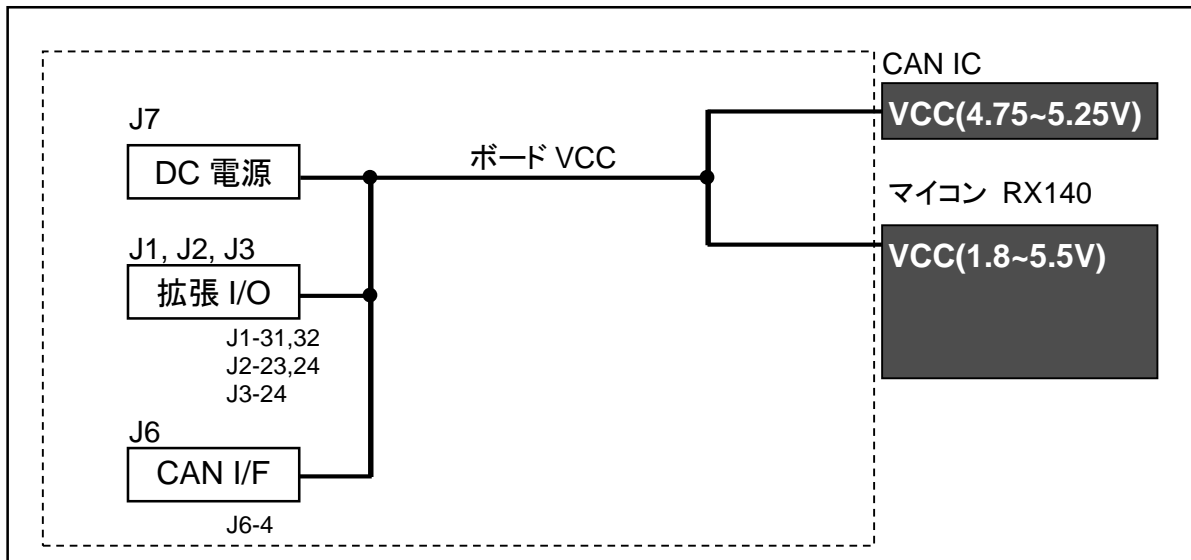 CAN IC
VCC(4.75~5.25V)
J7
DC 電源
ボード VCC
マイコン RX140
VCC(1.8~5.5V)
J1, J2, J3
拡張 I/O
J1-31,32
J2-23,24
J3-24
J6
CAN I/F
J6-4